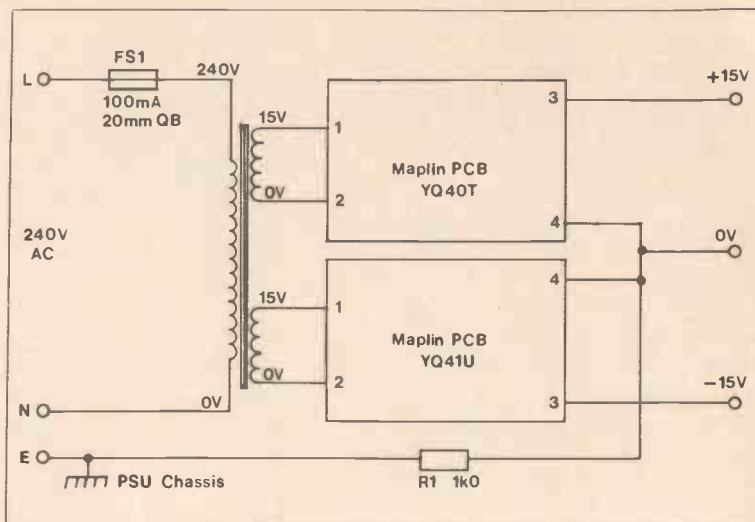 FS1
L
240V
100mA
20mm QB
240V
AC
N
0V
E
PSU Chassis
15V
0V
15V
0V
1
2
3
4
Maplin PCB
YQ40T
1
2
4
3
Maplin PCB
YQ41U
R1 1k0
+15V
0V
-15V